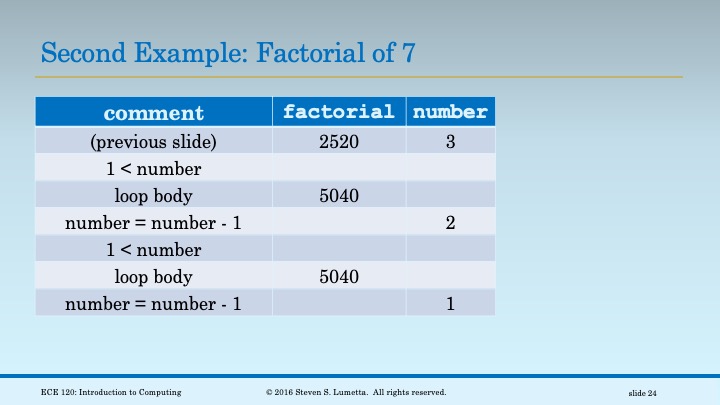 Second Example: Factorial of 7
comment factorial number
(previous slide) 2520 3
1 < number
loop body 5040
number = number - 1 2
1 < number
loop body 5040
number = number - 1 1
ECE 120: Introduction to Computing © 2016 Steven S. Lumetta. All rights reserved. slide 24